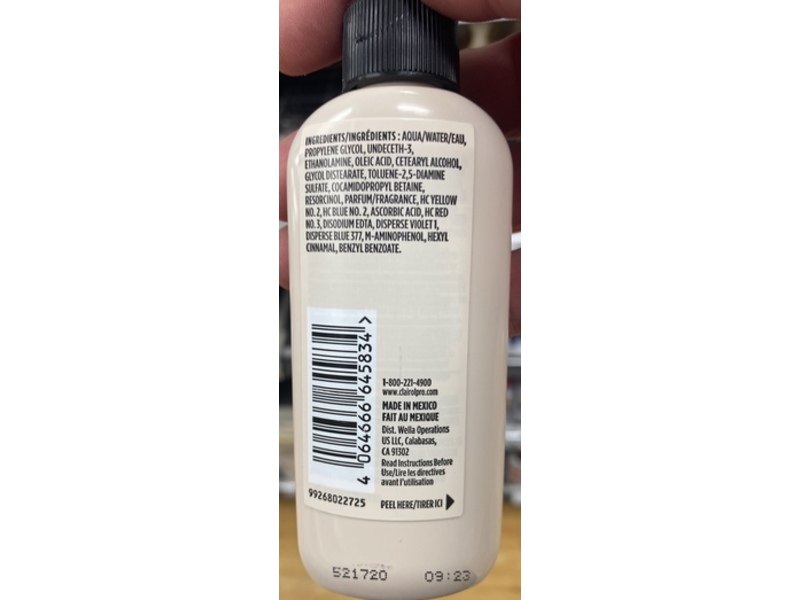 INGREDIENTS/INGRÉDIENTS : AQUA/WATER/EAU,
PROPYLENE GLYCOL, UNDECETH-3,
ETHANOLAMINE, OLEIC ACID, CETEARYL ALCOHOL,
GLYCOL DISTEARATE, TOLUENE-2,5-DIAMINE
SULFATE, COCAMIDOPROPYL BETAINE,
RESORCINOL, PARFUM/FRAGRANCE, HC YELLOW
NO. 2, HC BLUE NO. 2, ASCORBIC ACID, HC RED
NO. 3, DISODIUM EDTA, DISPERSE VIOLET 1,
DISPERSE BLUE 377, M-AMINOPHENOL, HEXYL
CINNAMAL, BENZYL BENZOATE.
4 064666 645834 >
1-800-221-4900
www.clairolpro.com
MADE IN MEXICO
FAIT AU MEXIQUE
Dist. Wella Operations
US LLC, Calabasas,
CA 91302
Read Instructions Before
Use/Lire les directives
avant l'utilisation
99268022725
PEEL HERE/TIRER ICI
521720 09:23